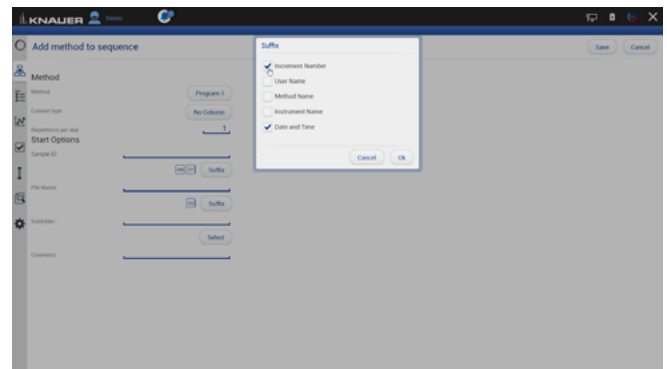 KNAUER Demo
Add method to sequence
Save Cancel
Suffix
Increment Number
User Name
Method Name
Instrument Name
Date and Time
Cancel Ok
Method
Method Program 1
Column type No Column
Repetitions per vial 1
Start Options
Sample ID
Suffix
File Name
Suffix
Subfolder
Select
Comment